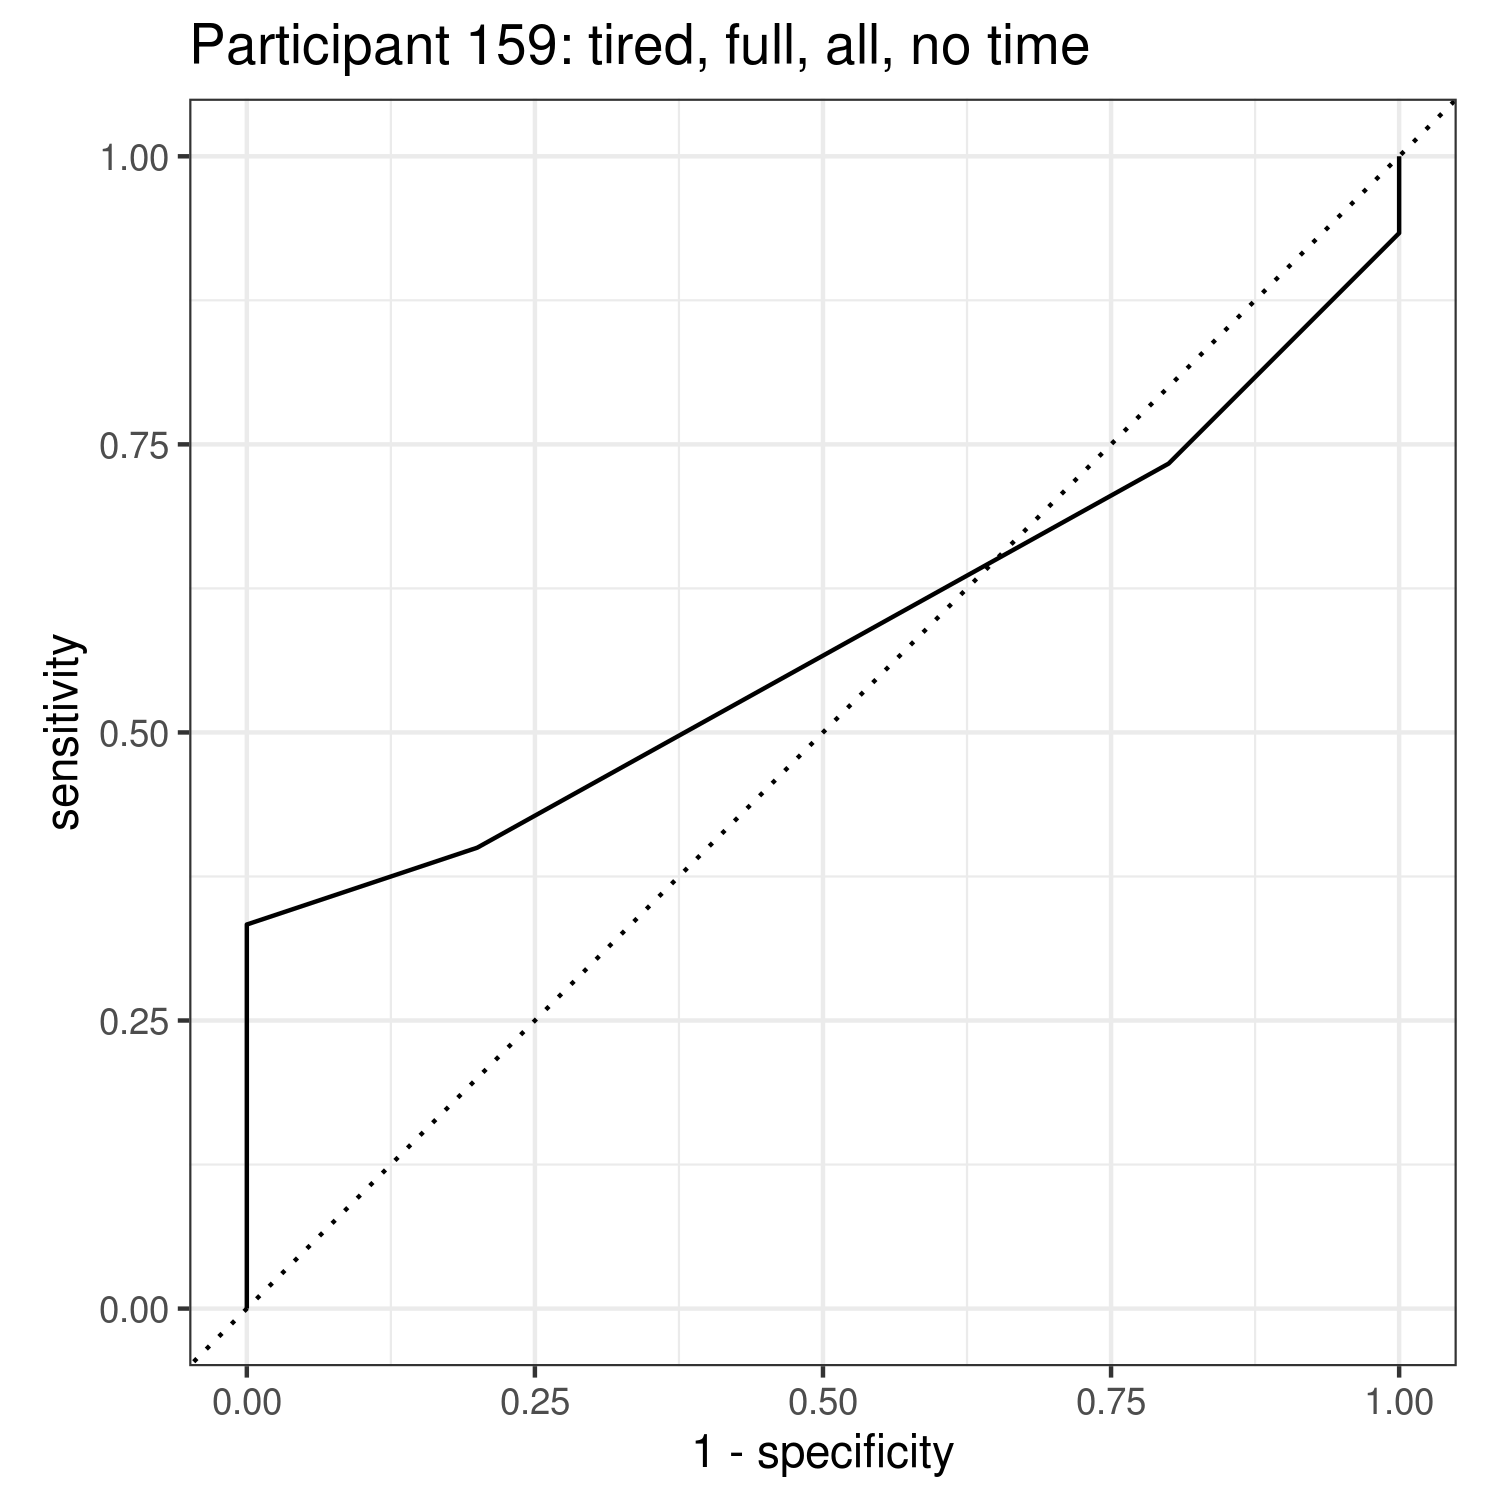 Participant 159: tired, full, all, no time
1.00
0.75
0.50
0.25
0.00
sensitivity
0.00 0.25 0.50 0.75 1.00
1 - specificity